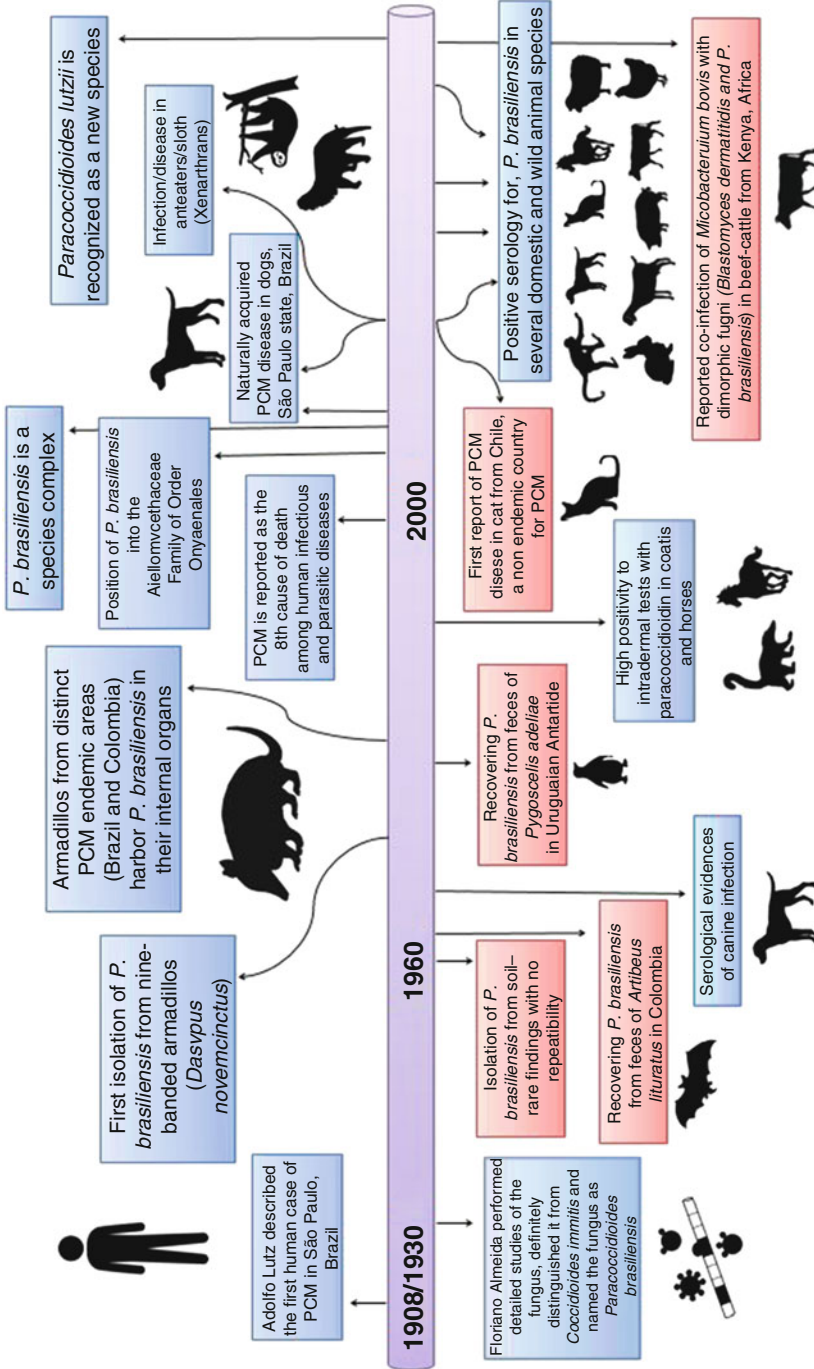 Adolfo Lutz described
the first human case of
PCM in São Paulo,
Brazil
First isolation of P.
brasiliensis from nine-
banded armadillos
(Dasvpus
novemcinctus)
Armadillos from distinct
PCM endemic areas
(Brazil and Colombia)
harbor P. brasiliensis in
their internal organs
PCM is reported as the
8th cause of death
among human infectious
and parasitic diseases
P. brasiliensis is a
species complex
Position of P. brasiliensis
into the
Aiellomvcethaceae
Family of Order
Onyaenales
Naturally acquired
PCM disease in dogs,
São Paulo state, Brazil
Infection/disease in
anteaters/sloth
(Xenarthrans)
Paracoccidioides lutzii is
recognized as a new species
1908/1930
1960
2000
Floriano Almeida performed
detailed studies of the
fungus, definitely
distinguished it from
Coccidioides immitis and
named the fungus as
Paracoccidioides
brasiliensis
Isolation of P.
brasiliensis from soil–
rare findings with no
repeatibility
Recovering P. brasiliensis
from feces of Artibeus
lituratus in Colombia
Serological evidences
of canine infection
Recovering P.
brasiliensis from feces of
Pygoscelis adeliae
in Uruguaian Antartide
High positivity to
intradermal tests with
paracoccidioidin in coatis
and horses
First report of PCM
disese in cat from Chile,
a non endemic country
for PCM
Positive serology for, P. brasiliensis in
several domestic and wild animal species
Reported co-infection of Micobacteruium bovis with
dimorphic fugni (Blastomyces dermatitidis and P.
brasiliensis) in beef-cattle from Kenya, Africa